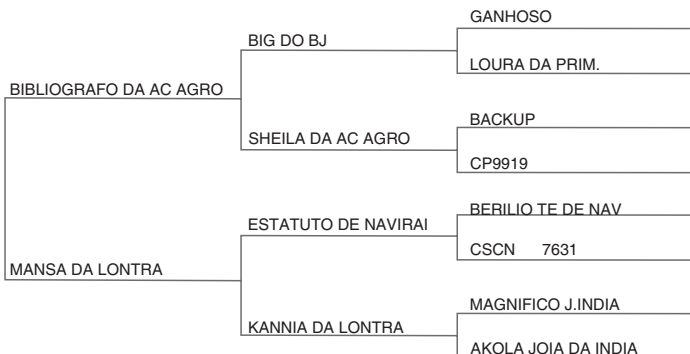 GANHOSO
BIG DO BJ
LOURA DA PRIM.
BIBLIOGRAFO DA AC AGRO
BACKUP
SHEILA DA AC AGRO
CP9919
BERILIO TE DE NAV
ESTATUTO DE NAVIRAI
CSCN 7631
MANSA DA LONTRA
MAGNIFICO J.INDIA
KANNIA DA LONTRA
AKOLA JOIA DA INDIA